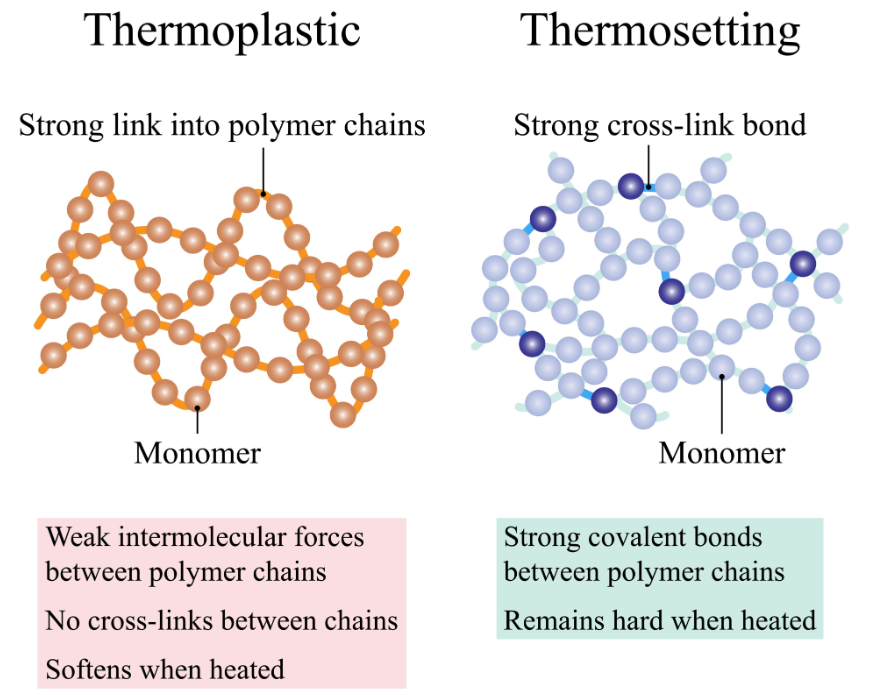 Thermoplastic
Strong link into polymer chains
Monomer
Weak intermolecular forces
between polymer chains
No cross-links between chains
Softens when heated
Thermosetting
Strong cross-link bond
Monomer
Strong covalent bonds
between polymer chains
Remains hard when heated